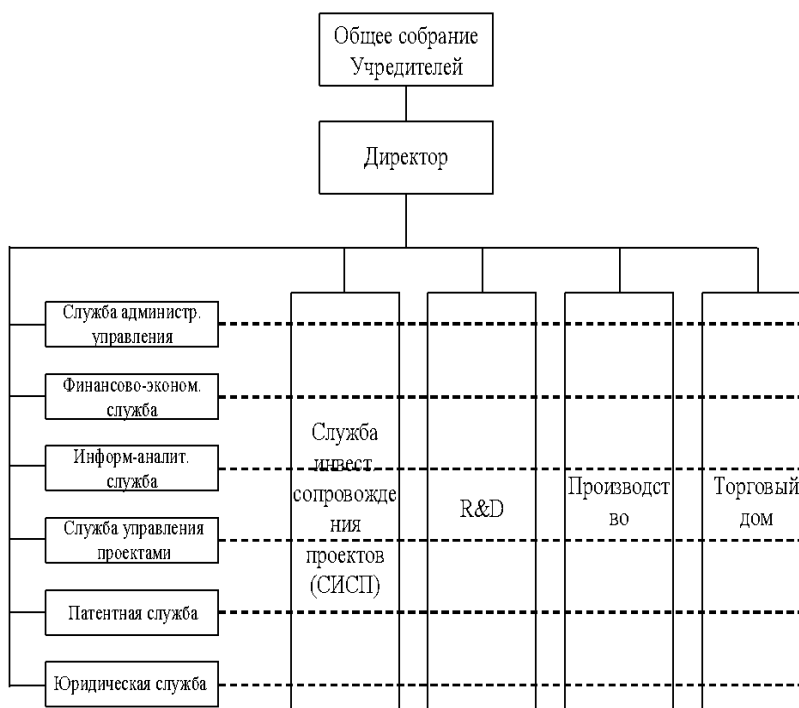 Общее собрание
Учредителей
Директор
Служба администр.
управления
Финансово-эконом.
служба
Информ-аналит.
служба
Служба управления
проектами
Патентная служба
Юридическая служба
Служба
инвест.
сопровожде
ния
проектов
(СИСП)
R&D
Производст
во
Торговый
дом